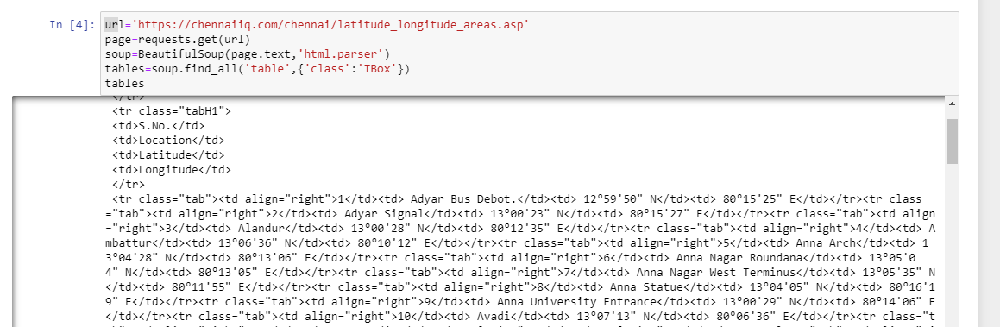 In [4]: url='https://chennaiiq.com/chennai/latitude_longitude_areas.asp'
page=requests.get(url)
soup=BeautifulSoup(page.text,'html.parser')
tables=soup.find_all('table',{'class':'TBox'})
tables
</tr>
<tr class="tabH1">
<td>S.No.</td>
<td>Location</td>
<td>Latitude</td>
<td>Longitude</td>
</tr>
<tr class="tab"><td align="right">1</td><td> Adyar Bus Debot.</td><td> 12°59'50" N</td><td> 80°15'25" E</td></tr><tr class
="tab"><td align="right">2</td><td> Adyar Signal</td><td> 13°00'23" N</td><td> 80°15'27" E</td></tr><tr class="tab"><td align
="right">3</td><td> Alandur</td><td> 13°00'28" N</td><td> 80°12'35" E</td></tr><tr class="tab"><td align="right">4</td><td> A
mbattur</td><td> 13°06'36" N</td><td> 80°10'12" E</td></tr><tr class="tab"><td align="right">5</td><td> Anna Arch</td><td> 1
3°04'28" N</td><td> 80°13'06" E</td></tr><tr class="tab"><td align="right">6</td><td> Anna Nagar Roundana</td><td> 13°05'0
4" N</td><td> 80°13'05" E</td></tr><tr class="tab"><td align="right">7</td><td> Anna Nagar West Terminus</td><td> 13°05'35" N
</td><td> 80°11'55" E</td></tr><tr class="tab"><td align="right">8</td><td> Anna Statue</td><td> 13°04'05" N</td><td> 80°16'1
9" E</td></tr><tr class="tab"><td align="right">9</td><td> Anna University Entrance</td><td> 13°00'29" N</td><td> 80°14'06" E
</td></tr><tr class="tab"><td align="right">10</td><td> Avadi</td><td> 13°07'13" N</td><td> 80°06'36" E</td></tr><tr class="t